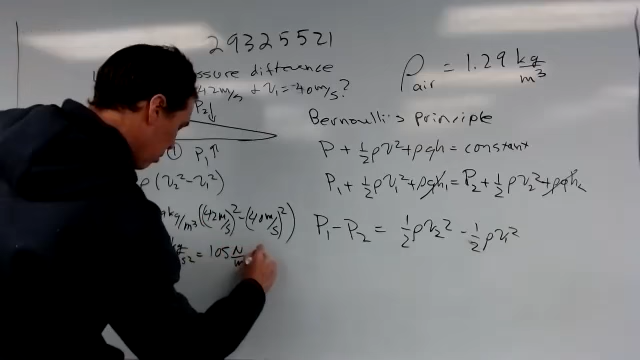 29325521
ssure difference
42m/s + v₁ = 40m/s?
P₂↓
① P₁↑
ρ(v₂² - v₁²)
kg/m³ ((42m/s)² - (40m/s)²)
= 105 N/m
ρair = 1.29 kg/m³
Bernoulli's principle
P + ½ρv² + ρgh = constant
P₁ + ½ρv₁² + ρgh₁ = P₂ + ½ρv₂² + ρgh₂
P₁ - P₂ = ½ρv₂² - ½ρv₁²